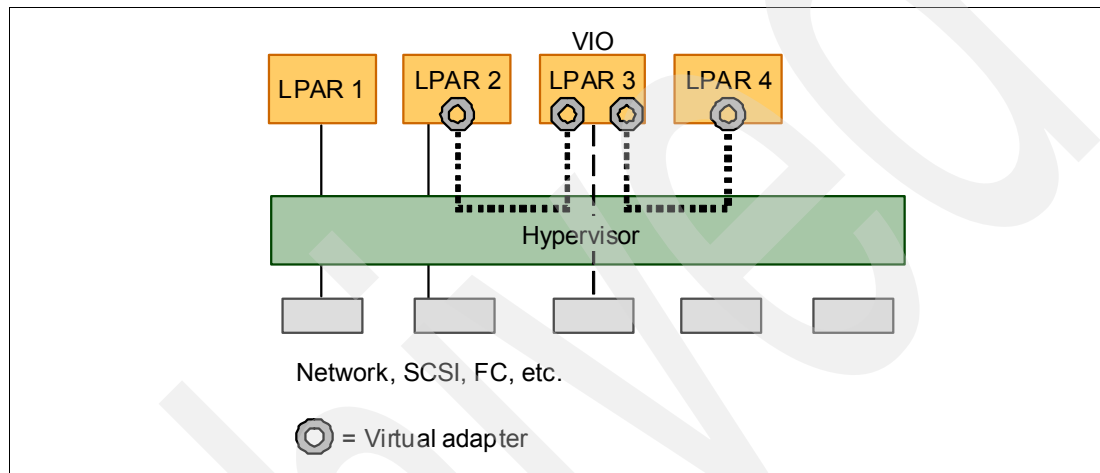 VIO
LPAR 1
LPAR 2
LPAR 3
LPAR 4
Hypervisor
Network, SCSI, FC, etc.
= Virtual adapter